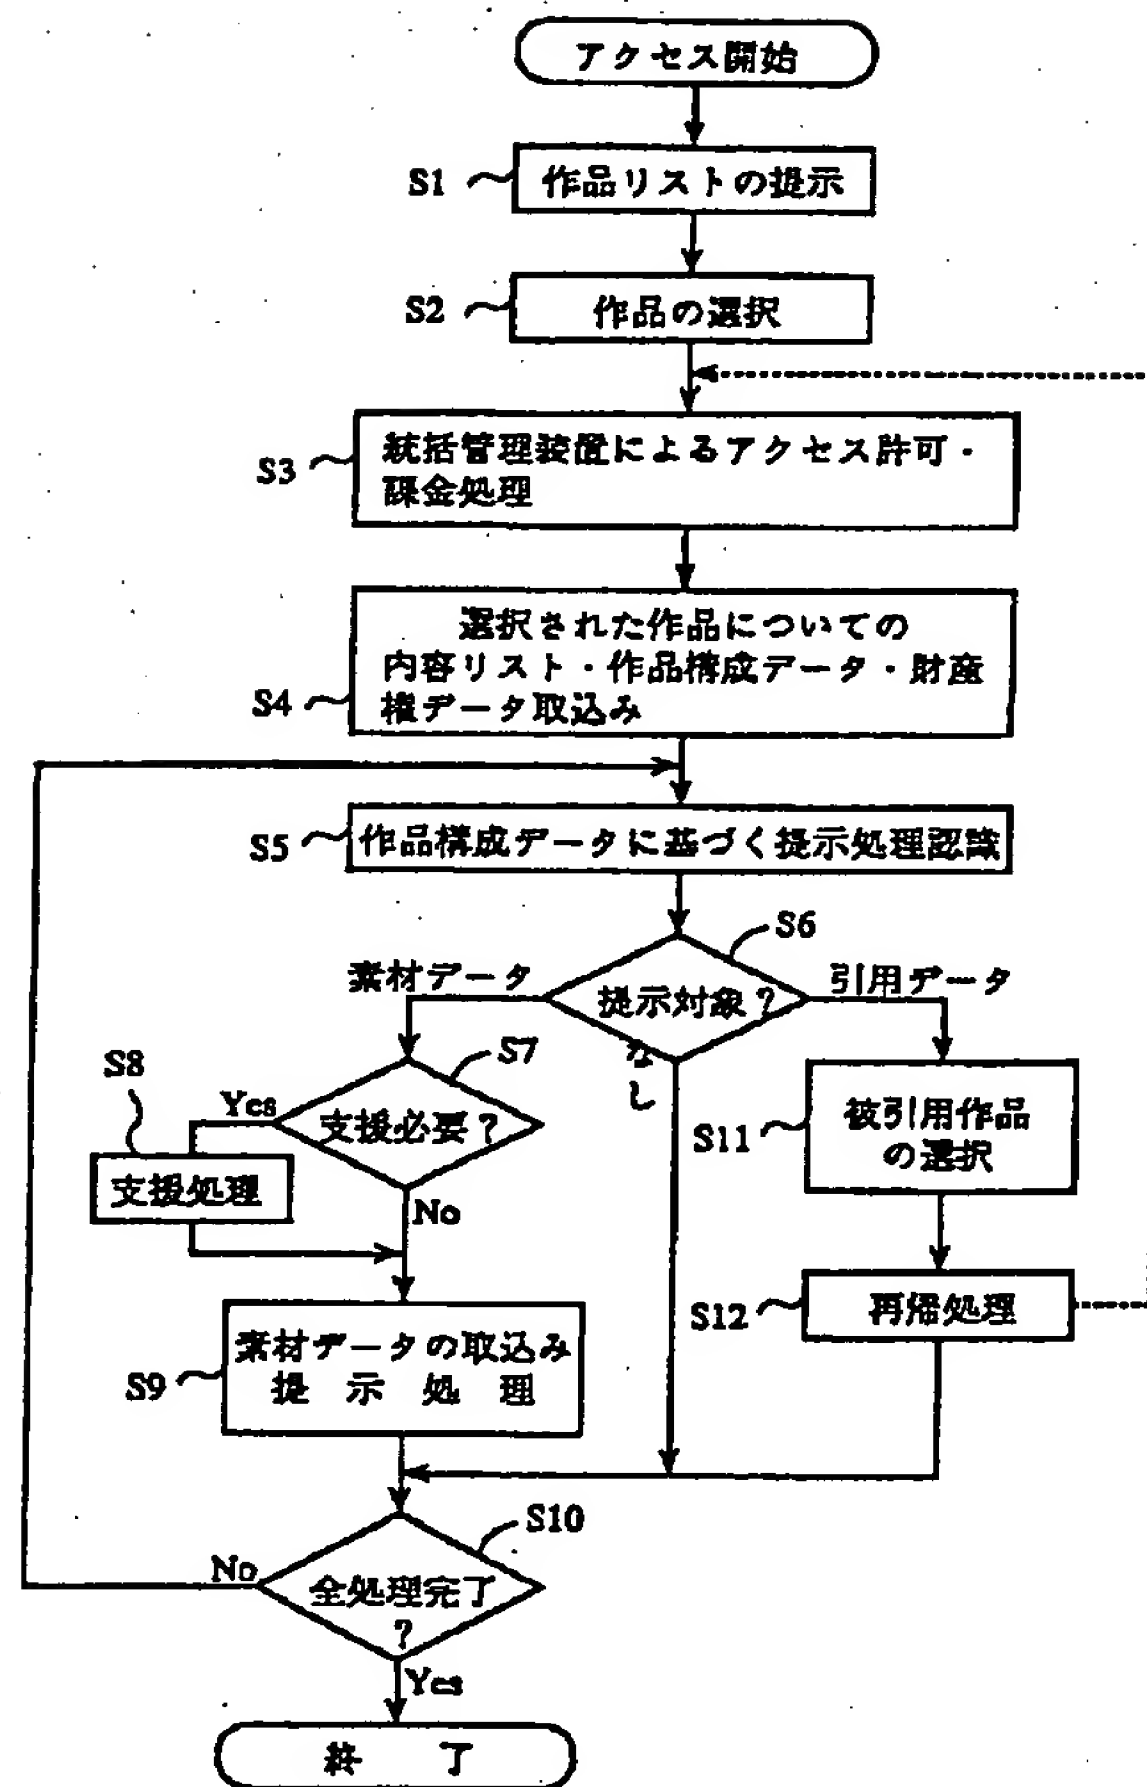 アクセス開始
S1
作品リストの提示
S2
作品の選択
S3
統括管理装置によるアクセス許可・
課金処理
S4
選択された作品についての
内容リスト・作品構成データ・財産
権データ取込み
S5
作品構成データに基づく提示処理認識
S6
提示対象?
素材データ
引用データ
なし
S7
支援必要?
Yes
No
S8
支援処理
S9
素材データの取込み
提示処理
S11
被引用作品
の選択
S12
再帰処理
S10
全処理完了
?
No
Yes
終了